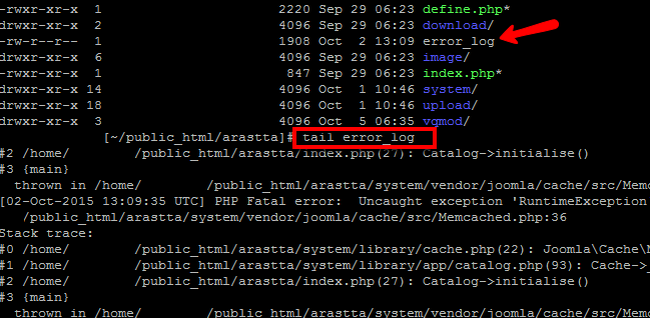 -rwxr-xr-x 1 2220 Sep 29 06:23 define.php*
drwxr-xr-x 2 4096 Sep 29 06:23 download/
-rw-r--r-- 1 1908 Oct 2 13:09 error_log
drwxr-xr-x 6 4096 Sep 29 06:23 image/
-rwxr-xr-x 1 847 Sep 29 06:23 index.php*
drwxr-xr-x 14 4096 Oct 1 10:46 system/
drwxr-xr-x 18 4096 Oct 1 10:46 upload/
drwxr-xr-x 3 4096 Oct 5 06:35 vqmod/
[~/public_html/arastta]# tail error_log
#2 /home/ /public_html/arastta/index.php(27): Catalog->initialise()
#3 {main}
thrown in /home/ /public_html/arastta/system/vendor/joomla/cache/src/Memc
[02-Oct-2015 13:09:35 UTC] PHP Fatal error: Uncaught exception 'RuntimeException
/public_html/arastta/system/vendor/joomla/cache/src/Memcached.php:36
Stack trace:
#0 /home/ /public_html/arastta/system/library/cache.php(22): Joomla\Cache\M
#1 /home/ /public_html/arastta/system/library/app/catalog.php(93): Cache->_
#2 /home/ /public_html/arastta/index.php(27): Catalog->initialise()
#3 {main}
thrown in /home/ /public_html/arastta/system/vendor/joomla/cache/src/Memc